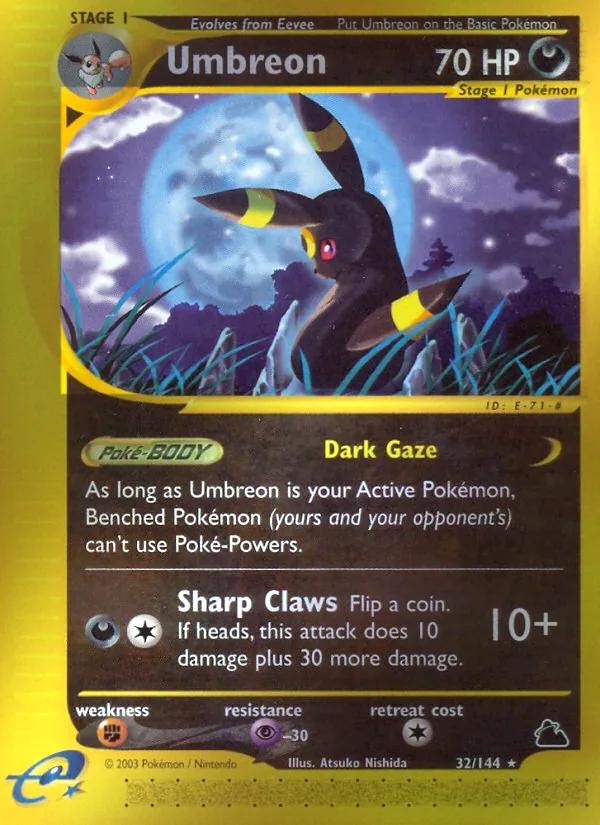 STAGE 1
Evolves from Eevee Put Umbreon on the Basic Pokémon
Umbreon 70 HP
Stage 1 Pokémon
ID: E-71-#
Poké-BODY Dark Gaze
As long as Umbreon is your Active Pokémon,
Benched Pokémon (yours and your opponent's)
can't use Poké-Powers.
Sharp Claws Flip a coin.
If heads, this attack does 10
damage plus 30 more damage.
10+
weakness resistance retreat cost
-30
© 2003 Pokémon / Nintendo Illus. Atsuko Nishida 32/144 ★
e